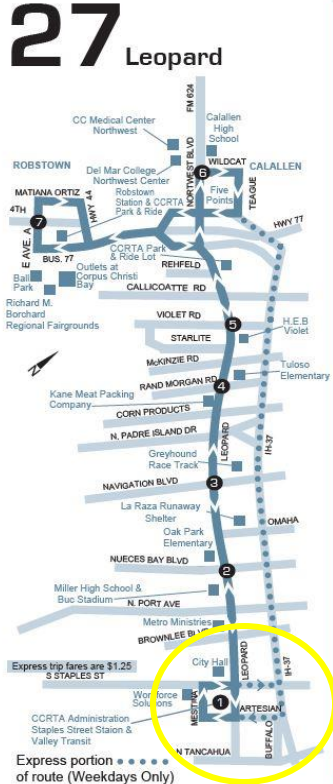 27 Leopard
FM 624
CC Medical Center
Northwest
Calallen
High
School
Del Mar College
Northwest Center
NORTHWEST BLVD
6
WILDCAT
ROBSTOWN
CALALLEN
MATIANA ORIZ
Robstown
Station & CCRTA
Park & Ride
Five
Points
TEAGUE
4TH
7
HWY 44
HWY 77
E AVE. A
BUS. 77
CCRTA Park
& Ride Lot
REHFELD
Ball
Park
Outlets at
Corpus Christi
Bay
CALLICOATTE RD
Richard M.
Borchard
Regional Fairgrounds
VIOLET RD
5
H.E.B
Violet
STARLITE
McKINZIE RD
Tuloso
Elementary
RAND MORGAN RD
4
Kane Meat Packing
Company
CORN PRODUCTS
N. PADRE ISLAND DR
LEOPARD
IH-37
Greyhound
Race Track
NAVIGATION BLVD
3
La Raza Runaway
Shelter
OMAHA
Oak Park
Elementary
NUECES BAY BLVD
2
Miller High School &
Buc Stadium
N. PORT AVE
Metro Ministries
BROWNLEE BLVD
City Hall
LEOPARD
IH-37
Express trip fares are $1.25
S STAPLES ST
Workforce
Solutions
MESTINA
1
ARTESIAN
CCRTA Administration
Staples Street Staion &
Valley Transit
BUFFALO
N TANCAHUA
Express portion
of route (Weekdays Only)